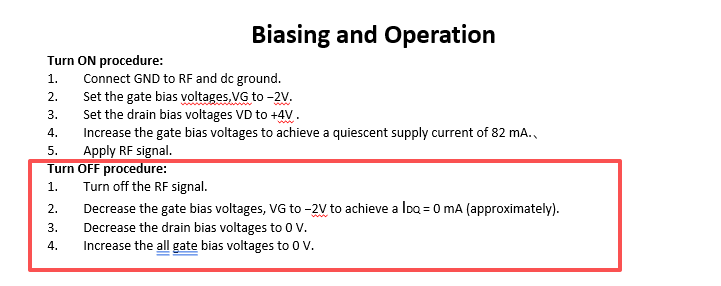 Biasing and Operation
Turn ON procedure:
1. Connect GND to RF and dc ground.
2. Set the gate bias voltages,VG to −2V.
3. Set the drain bias voltages VD to +4V .
4. Increase the gate bias voltages to achieve a quiescent supply current of 82 mA.、
5. Apply RF signal.
Turn OFF procedure:
1. Turn off the RF signal.
2. Decrease the gate bias voltages, VG to −2V to achieve a IDQ = 0 mA (approximately).
3. Decrease the drain bias voltages to 0 V.
4. Increase the all gate bias voltages to 0 V.